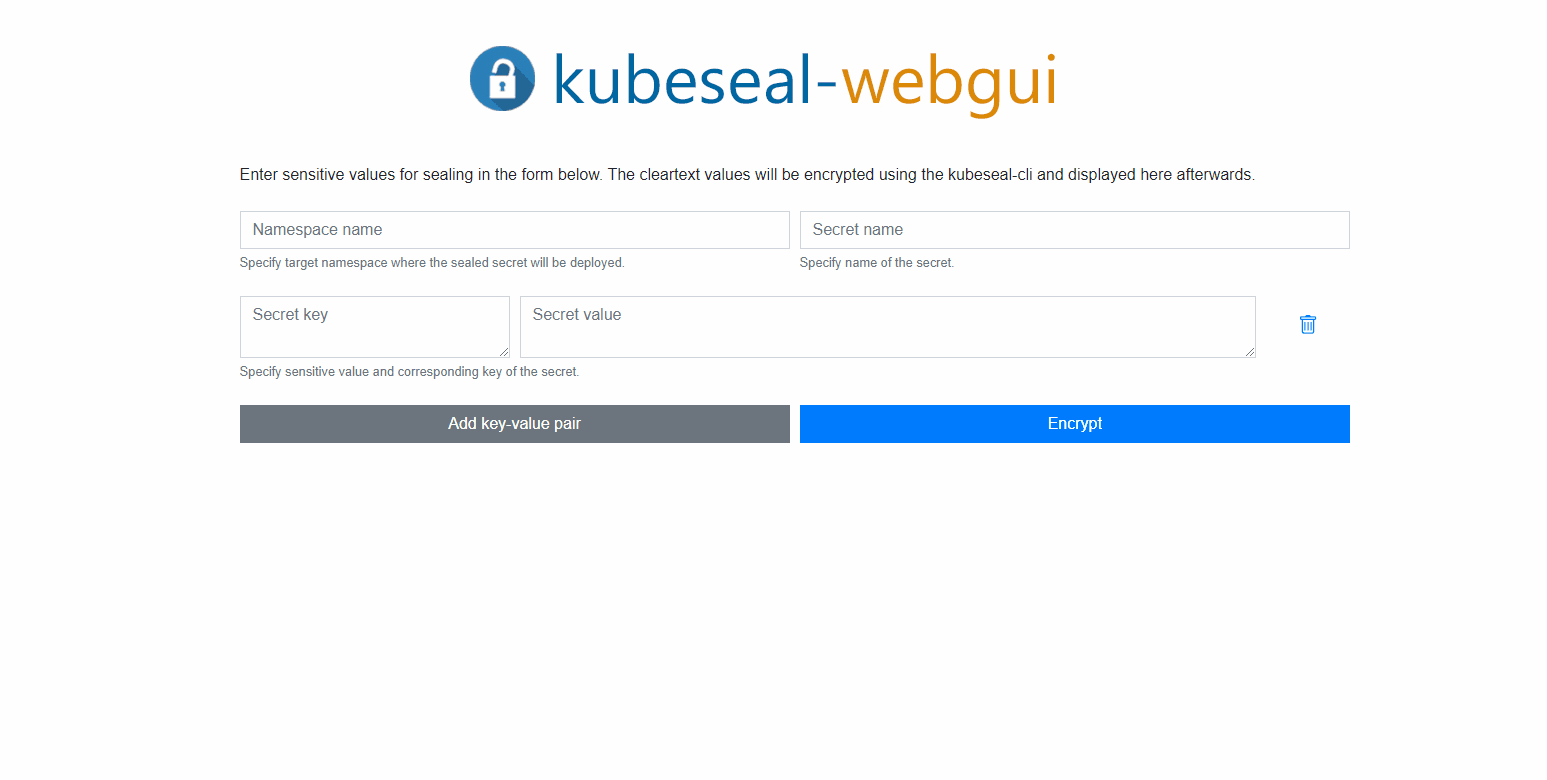 kubeseal-webgui
Enter sensitive values for sealing in the form below. The cleartext values will be encrypted using the kubeseal-cli and displayed here afterwards.
Namespace name
Secret name
Specify target namespace where the sealed secret will be deployed.
Specify name of the secret.
Secret key
Secret value
Specify sensitive value and corresponding key of the secret.
Add key-value pair
Encrypt